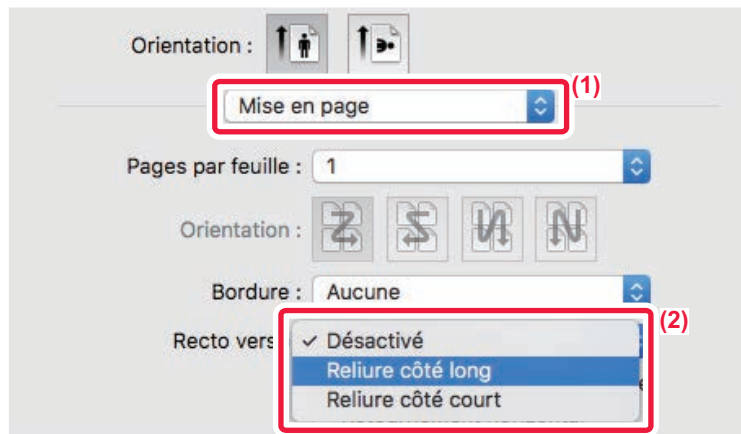 Orientation :
(1)
Mise en page
Pages par feuille : 1
Orientation :
Bordure : Aucune
(2)
Recto vers ✓ Désactivé
Reliure côté long
Reliure côté court